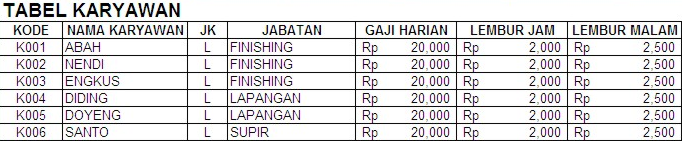 TABEL KARYAWAN
KODE NAMA KARYAWAN JK JABATAN GAJI HARIAN LEMBUR JAM LEMBUR MALAM
K001 ABAH L FINISHING Rp 20,000 Rp 2,000 Rp 2,500
K002 NENDI L FINISHING Rp 20,000 Rp 2,000 Rp 2,500
K003 ENGKUS L FINISHING Rp 20,000 Rp 2,000 Rp 2,500
K004 DIDING L LAPANGAN Rp 20,000 Rp 2,000 Rp 2,500
K005 DOYENG L LAPANGAN Rp 20,000 Rp 2,000 Rp 2,500
K006 SANTO L SUPIR Rp 20,000 Rp 2,000 Rp 2,500